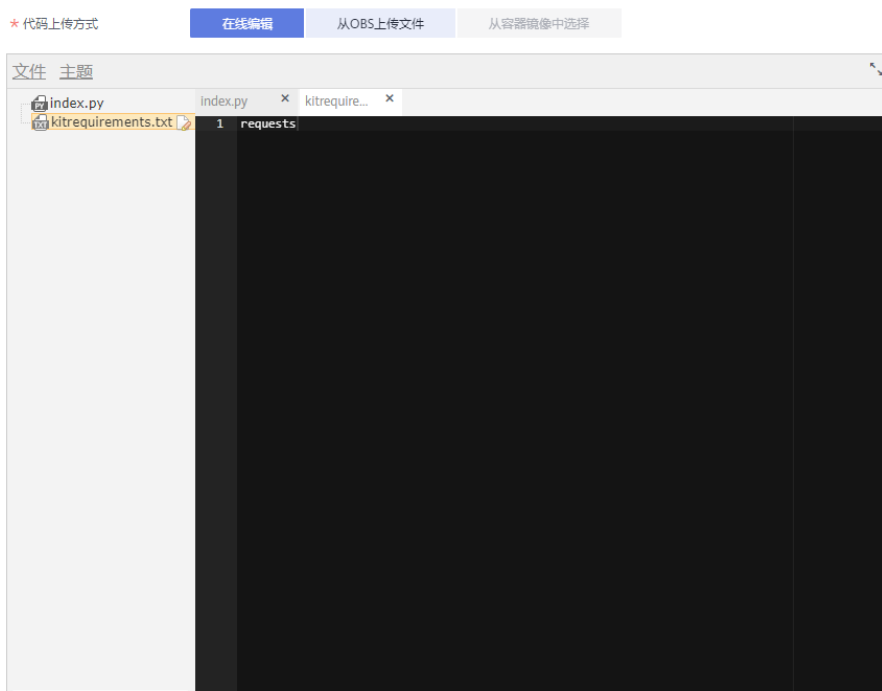 * 代码上传方式 在线编辑 从OBS上传文件 从容器镜像中选择
文件 主题
index.py
kitrequirements.txt
index.py × kitrequire... ×
1 requests